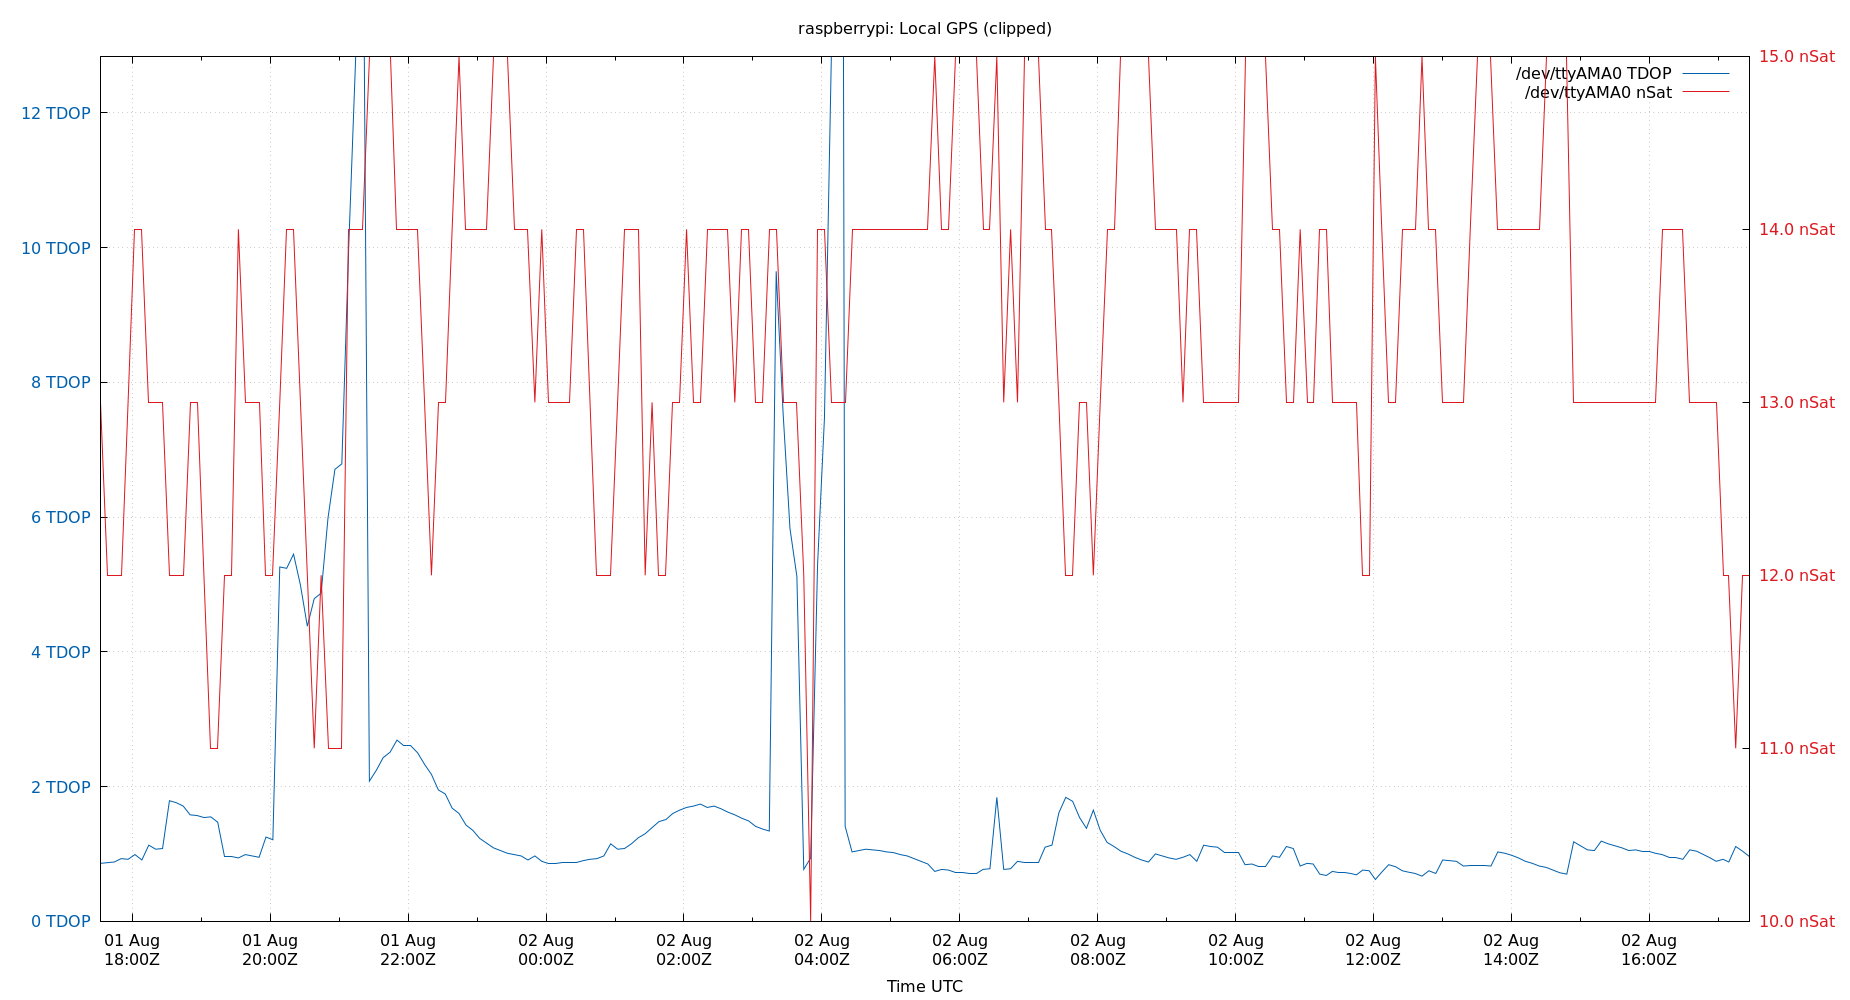 raspberrypi: Local GPS (clipped)
15.0 nSat
/dev/ttyAMA0 TDOP
/dev/ttyAMA0 nSat
12 TDOP
14.0 nSat
10 TDOP
8 TDOP
13.0 nSat
6 TDOP
12.0 nSat
4 TDOP
11.0 nSat
2 TDOP
0 TDOP
10.0 nSat
01 Aug 01 Aug 01 Aug 02 Aug 02 Aug 02 Aug 02 Aug 02 Aug 02 Aug 02 Aug 02 Aug 02 Aug
18:00Z 20:00Z 22:00Z 00:00Z 02:00Z 04:00Z 06:00Z 08:00Z 10:00Z 12:00Z 14:00Z 16:00Z
Time UTC